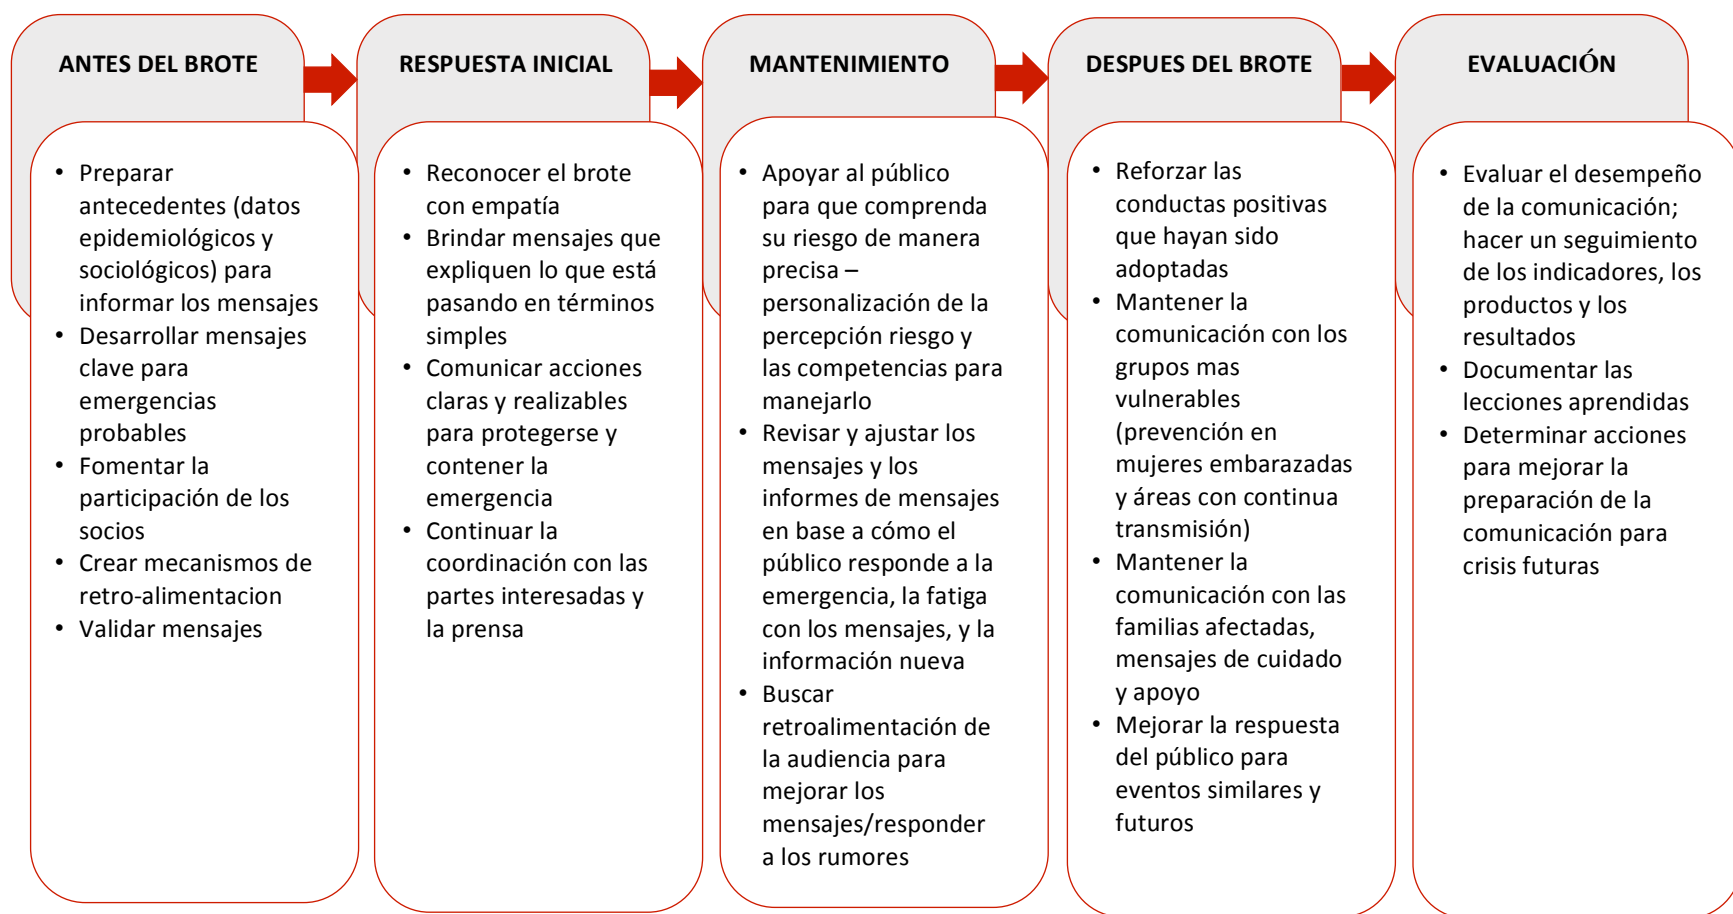 ANTES DEL BROTE
• Preparar
antecedentes (datos
epidemiológicos y
sociológicos) para
informar los mensajes
• Desarrollar mensajes
clave para
emergencias
probables
• Fomentar la
participación de los
socios
• Crear mecanismos de
retro-alimentacion
• Validar mensajes
RESPUESTA INICIAL
• Reconocer el brote
con empatía
• Brindar mensajes que
expliquen lo que está
pasando en términos
simples
• Comunicar acciones
claras y realizables
para protegerse y
contener la
emergencia
• Continuar la
coordinación con las
partes interesadas y
la prensa
MANTENIMIENTO
• Apoyar al público
para que comprenda
su riesgo de manera
precisa –
personalización de la
percepción riesgo y
las competencias para
manejarlo
• Revisar y ajustar los
mensajes y los
informes de mensajes
en base a cómo el
público responde a la
emergencia, la fatiga
con los mensajes, y la
información nueva
• Buscar
retroalimentación de
la audiencia para
mejorar los
mensajes/responder
a los rumores
DESPUES DEL BROTE
• Reforzar las
conductas positivas
que hayan sido
adoptadas
• Mantener la
comunicación con los
grupos mas
vulnerables
(prevención en
mujeres embarazadas
y áreas con continua
transmisión)
• Mantener la
comunicación con las
familias afectadas,
mensajes de cuidado
y apoyo
• Mejorar la respuesta
del público para
eventos similares y
futuros
EVALUACIÓN
• Evaluar el desempeño
de la comunicación;
hacer un seguimiento
de los indicadores, los
productos y los
resultados
• Documentar las
lecciones aprendidas
• Determinar acciones
para mejorar la
preparación de la
comunicación para
crisis futuras